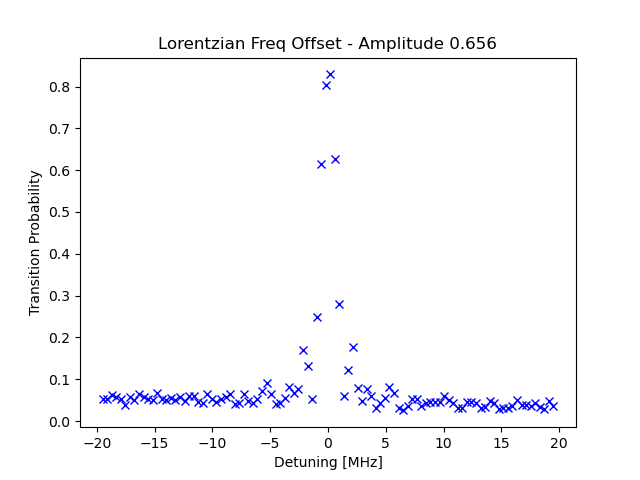 Lorentzian Freq Offset - Amplitude 0.656
Transition Probability
0.8
0.7
0.6
0.5
0.4
0.3
0.2
0.1
0.0
−20 −15 −10 −5 0 5 10 15 20
Detuning [MHz]